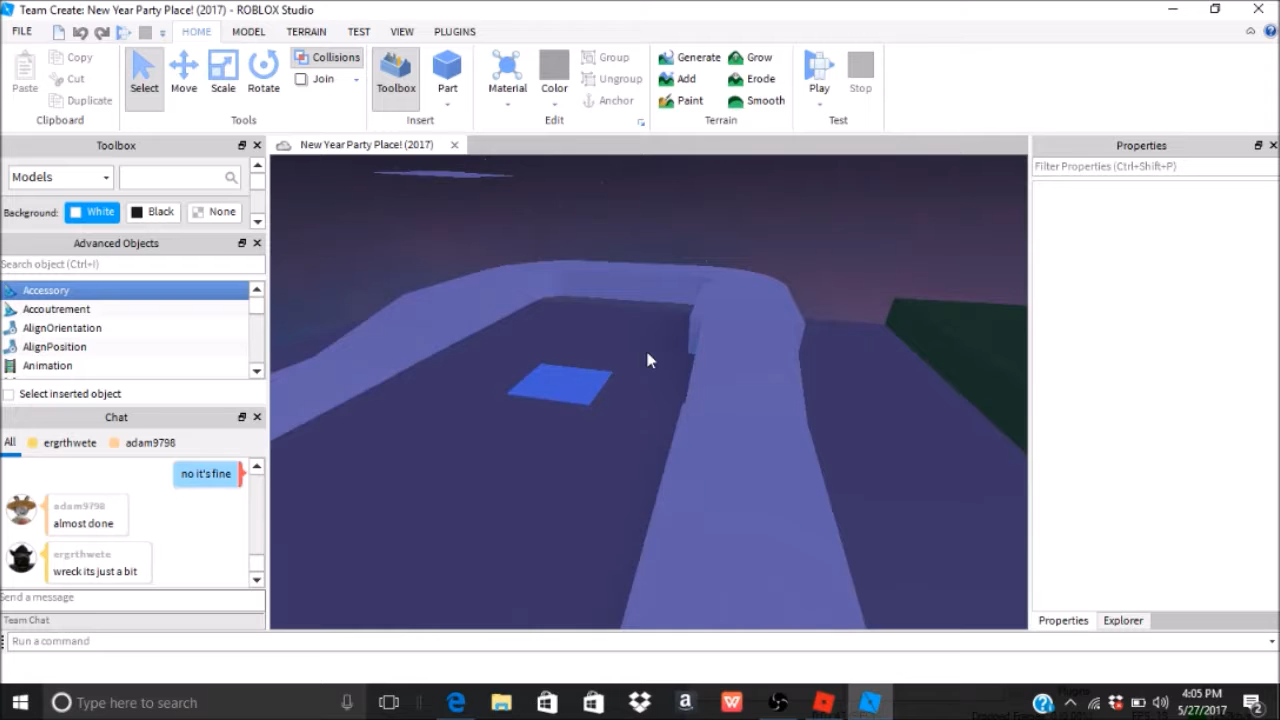 Team Create: New Year Party Place! (2017) - ROBLOX Studio
FILE HOME MODEL TERRAIN TEST VIEW PLUGINS
Paste
Copy
Cut
Duplicate
Clipboard
Select
Move
Scale
Rotate
Collisions
Join
Tools
Toolbox
Part
Insert
Material
Color
Group
Ungroup
Anchor
Edit
Generate
Grow
Add
Erode
Paint
Smooth
Terrain
Play
Stop
Test
Toolbox
Models
Background: White Black None
Advanced Objects
Search object (Ctrl+I)
Accessory
Accoutrement
AlignOrientation
AlignPosition
Animation
Select inserted object
Chat
All ergrthwete adam9798
no it's fine
adam9798
almost done
ergrthwete
wreck its just a bit
Send a message
Team Chat
Run a command
New Year Party Place! (2017)
Properties
Filter Properties (Ctrl+Shift+P)
Properties Explorer
Type here to search
4:05 PM
5/27/2017
2